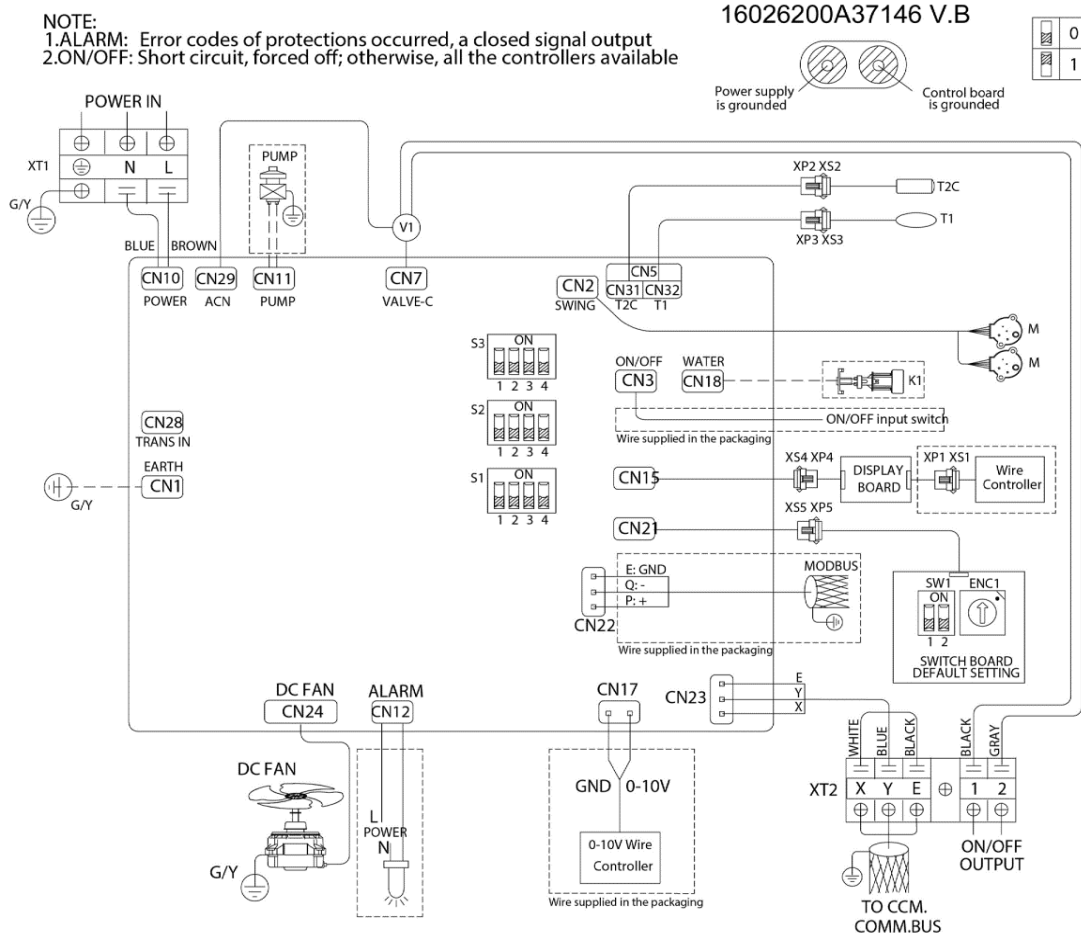 NOTE:
1.ALARM: Error codes of protections occurred, a closed signal output
2.ON/OFF: Short circuit, forced off; otherwise, all the controllers available
16026200A37146 V.B
0
1
Power supply
is grounded
Control board
is grounded
POWER IN
XT1
N
L
G/Y
BLUE
BROWN
PUMP
V1
XP2 XS2
T2C
XP3 XS3
T1
CN10
POWER
CN29
ACN
CN11
PUMP
CN7
VALVE-C
CN2
SWING
CN5
CN31
CN32
T2C
T1
M
M
S3
ON
1 2 3 4
S2
ON
1 2 3 4
S1
ON
1 2 3 4
ON/OFF
CN3
WATER
CN18
K1
ON/OFF input switch
Wire supplied in the packaging
CN28
TRANS IN
EARTH
CN1
G/Y
CN15
XS4 XP4
DISPLAY
BOARD
XP1 XS1
Wire
Controller
CN21
XS5 XP5
E: GND
Q: -
P: +
CN22
MODBUS
Wire supplied in the packaging
SW1
ON
1 2
ENC1
SWITCH BOARD
DEFAULT SETTING
DC FAN
CN24
ALARM
CN12
CN17
CN23
E
Y
X
DC FAN
G/Y
L
POWER
N
GND
0-10V
0-10V Wire
Controller
Wire supplied in the packaging
WHITE
BLUE
BLACK
BLACK
GRAY
XT2
X
Y
E
1
2
ON/OFF
OUTPUT
TO CCM.
COMM.BUS